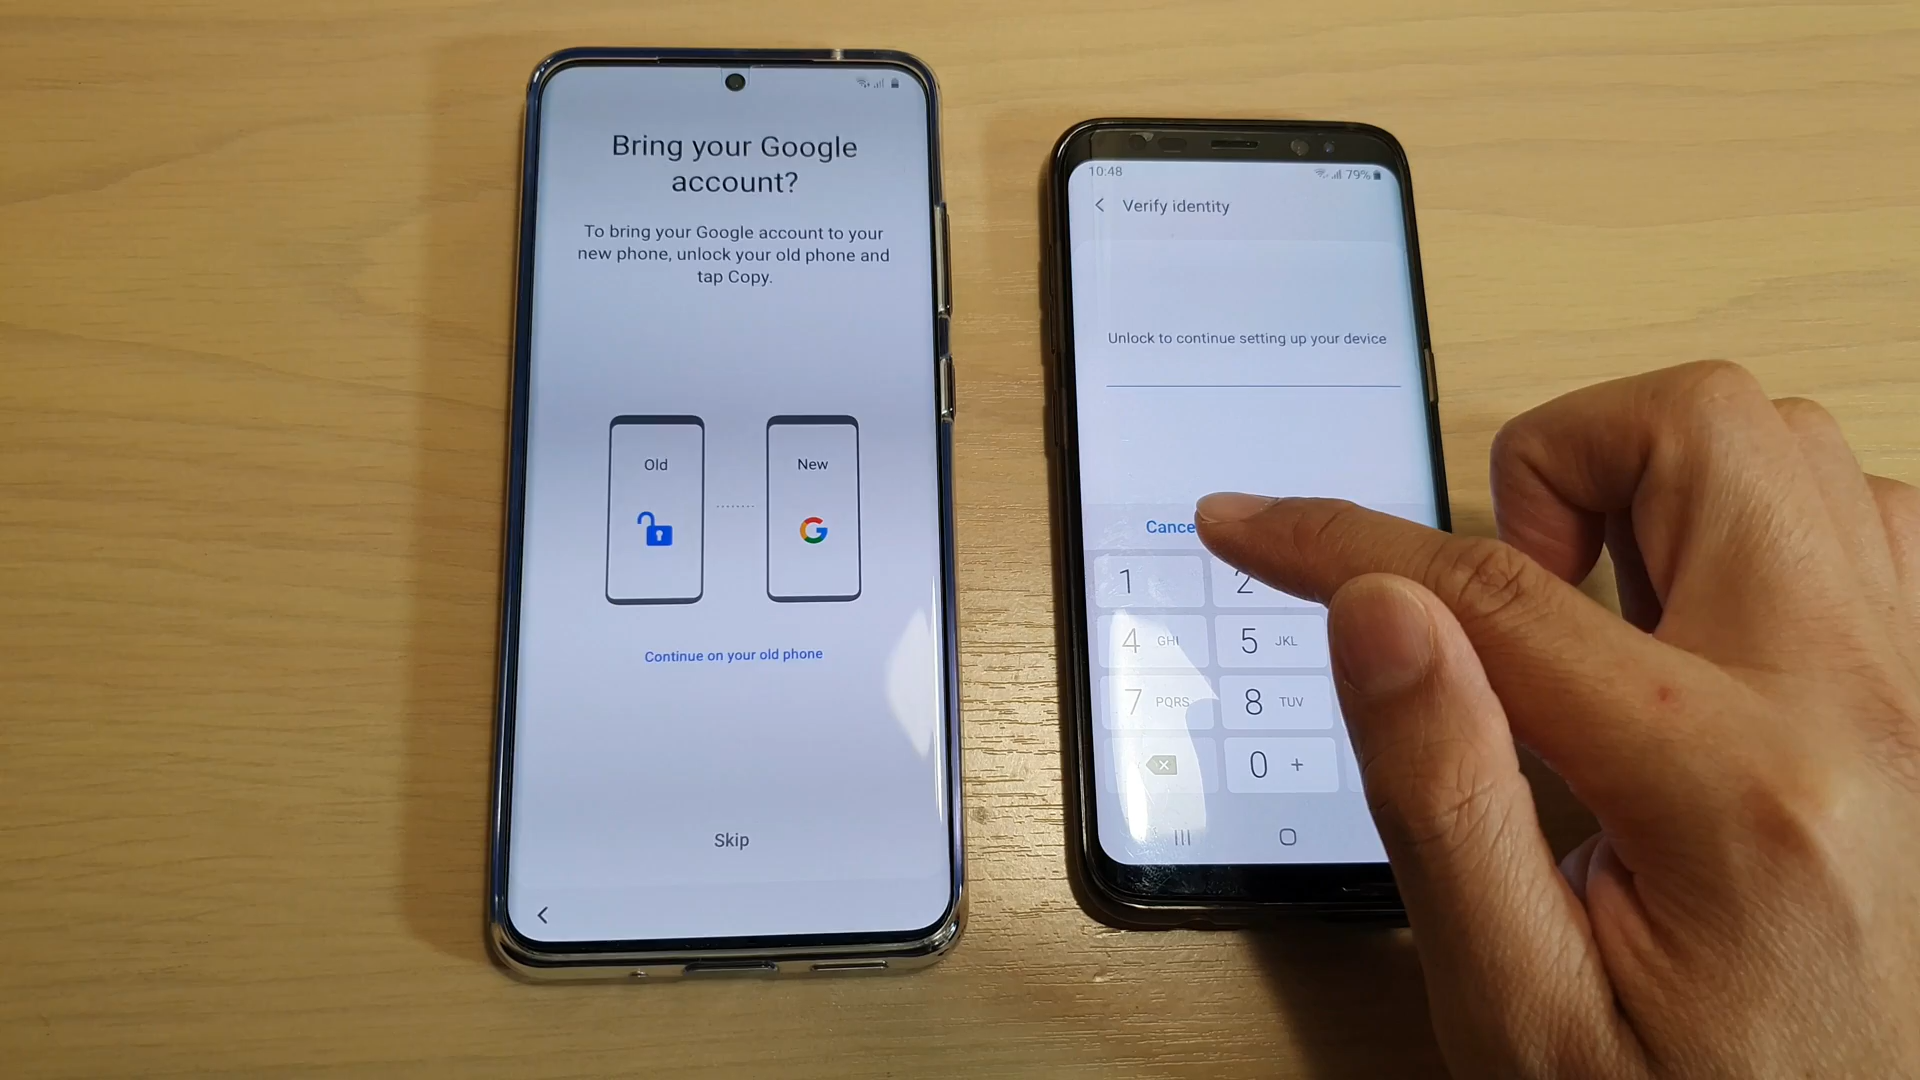 Bring your Google
account?
To bring your Google account to your
new phone, unlock your old phone and
tap Copy.
Old
New
G
Continue on your old phone
Skip
10:48
79%
Verify identity
Unlock to continue setting up your device
Cance
1
2
4 GHI
5 JKL
7 PQRS
8 TUV
0 +